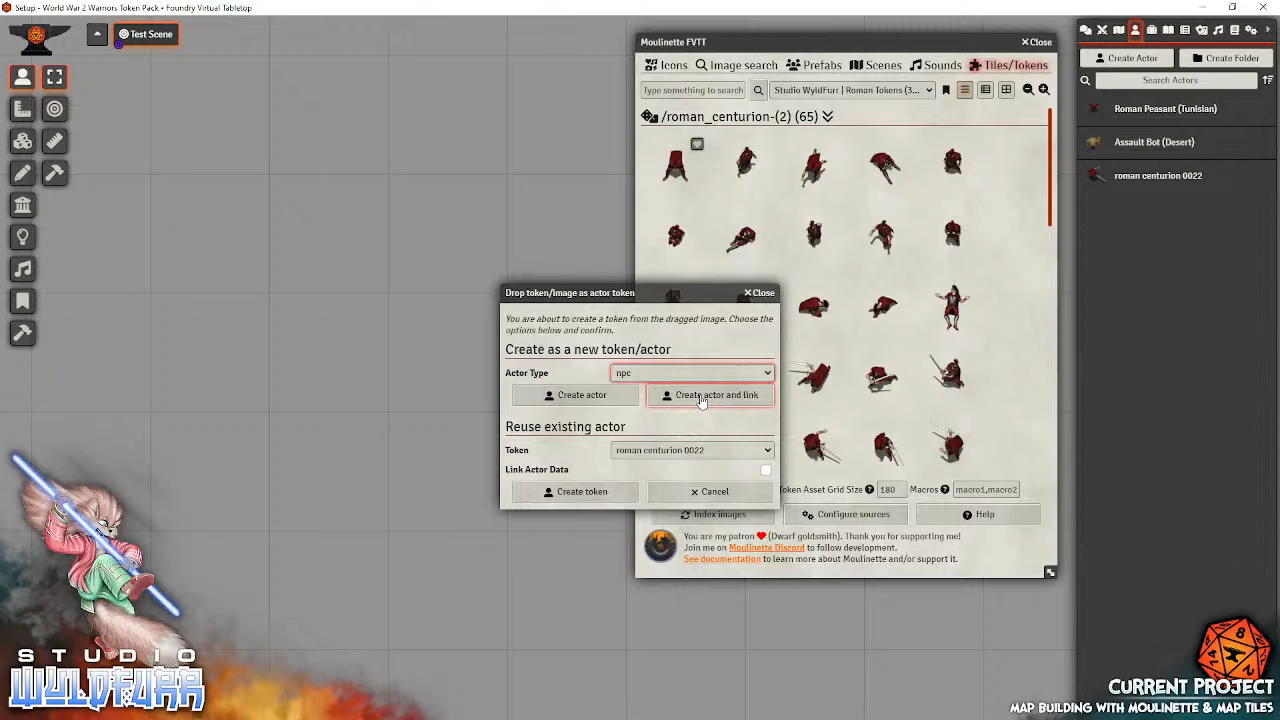 Setup - World War 2 Warriors Token Pack - Foundry Virtual Tabletop
Test Scene
Moulinette FVTT
Close
Icons
Image search
Prefabs
Scenes
Sounds
Tiles/Tokens
Type something to search
Studio WyldFurr | Roman Tokens (3...
/roman_centurion-(2) (65)
Create Actor
Create Folder
Search Actors
Roman Peasant (Tunisian)
Assault Bot (Desert)
roman centurion 0022
Drop token/image as actor token
Close
You are about to create a token from the dragged image. Choose the
options below and confirm.
Create as a new token/actor
Actor Type
npc
Create actor
Create actor and link
Reuse existing actor
Token
roman centurion 0022
Link Actor Data
Create token
Cancel
Token Asset Grid Size
180
Macros
macro1,macro2
Index images
Configure sources
Help
You are my patron ❤ (Dwarf goldsmith). Thank you for supporting me!
Join me on Moulinette Discord to follow development.
See documentation to learn more about Moulinette and/or support it.
STUDIO
WYLDFURR
CURRENT PROJECT
MAP BUILDING WITH MOULINETTE & MAP TILES